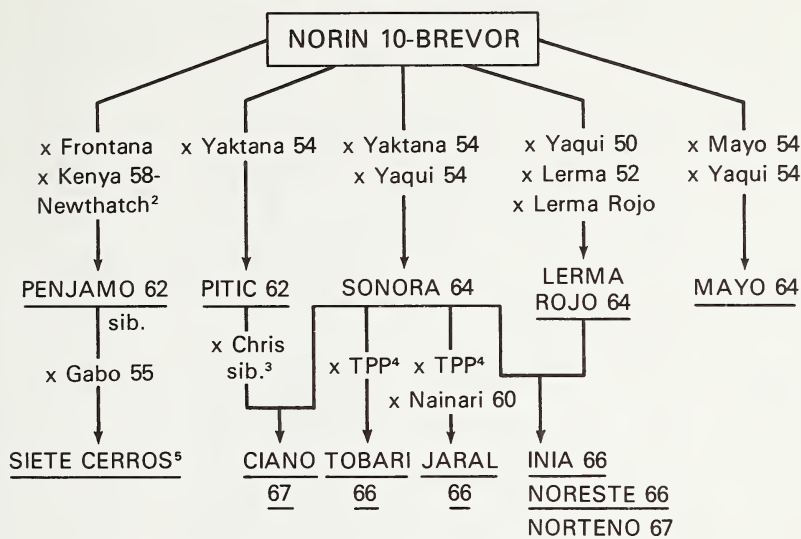 NORIN 10-BREVOR
x Frontana
x Kenya 58-
Newthatch²
x Yaktana 54
x Yaktana 54
x Yaqui 54
x Yaqui 50
x Lerma 52
x Lerma Rojo
x Mayo 54
x Yaqui 54
PENJAMO 62
sib.
PITIC 62
SONORA 64
LERMA
ROJO 64
MAYO 64
x Gabo 55
x Chris
sib.³
x TPP⁴
x TPP⁴
x Nainari 60
SIETE CERROS⁵
CIANO
67
TOBARI
66
JARAL
66
INIA 66
NORESTE 66
NORTENO 67